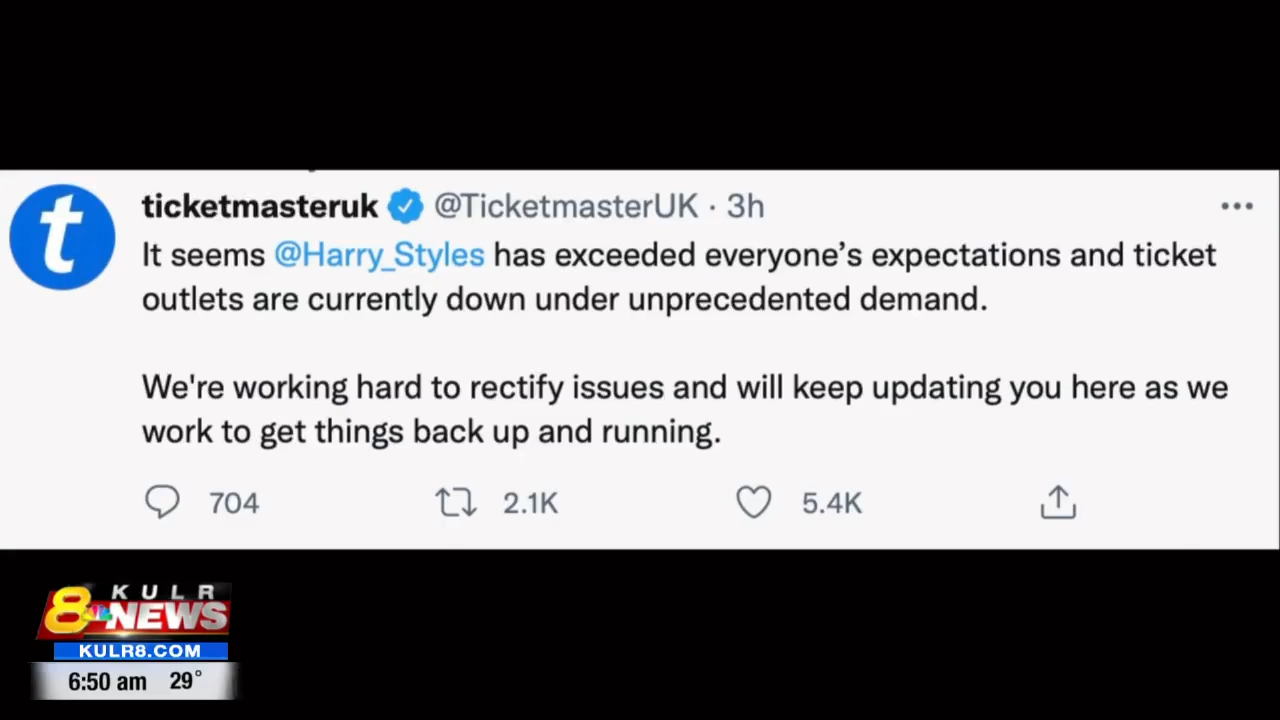 t
ticketmasteruk @TicketmasterUK · 3h
It seems @Harry_Styles has exceeded everyone’s expectations and ticket
outlets are currently down under unprecedented demand.
We're working hard to rectify issues and will keep updating you here as we
work to get things back up and running.
704 2.1K 5.4K
KULR
8 NEWS
KULR8.COM
6:50 am 29°